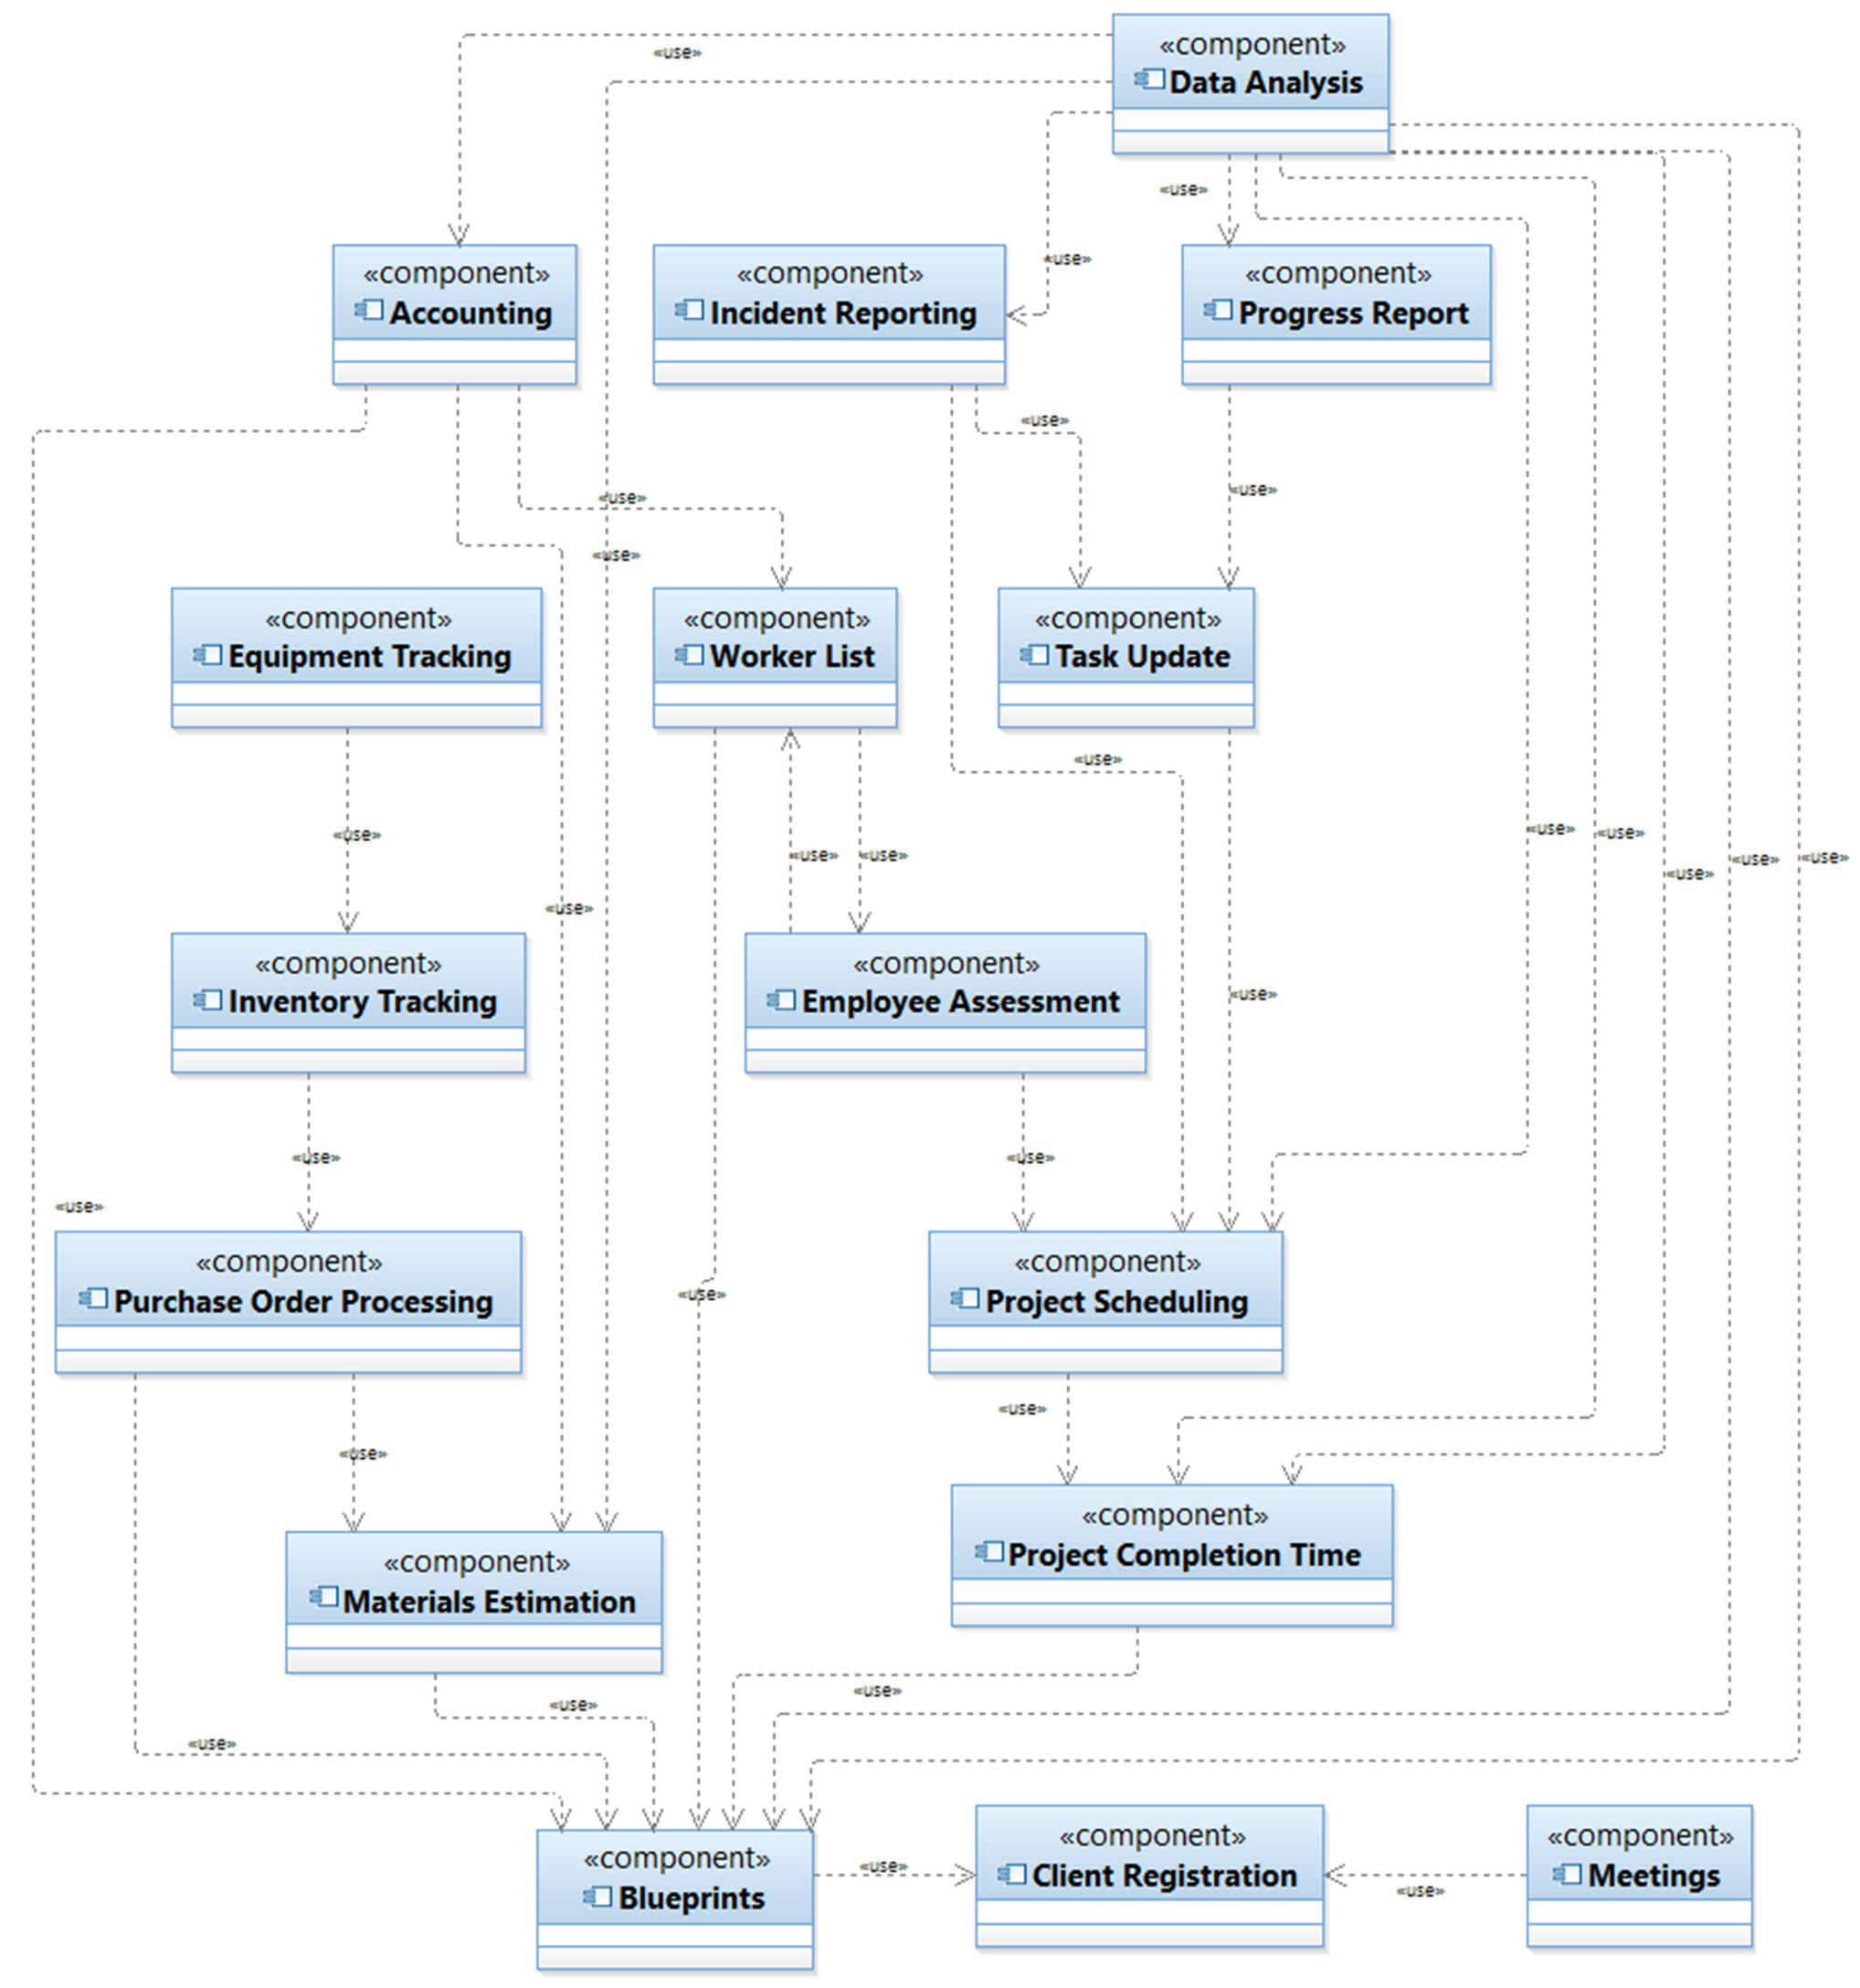 «component»
Data Analysis
«use»
«use»
«use»
«component»
Accounting
«component»
Incident Reporting
«component»
Progress Report
«use»
«use»
«use»
«use»
«component»
Equipment Tracking
«component»
Worker List
«component»
Task Update
«use»
«use»
«use»
«use»
«use»
«use»
«use»
«use»
«use»
«use»
«component»
Inventory Tracking
«component»
Employee Assessment
«use»
«use»
«use»
«use»
«component»
Purchase Order Processing
«component»
Project Scheduling
«use»
«use»
«use»
«component»
Materials Estimation
«component»
Project Completion Time
«use»
«use»
«use»
«component»
Blueprints
«use»
«component»
Client Registration
«use»
«component»
Meetings